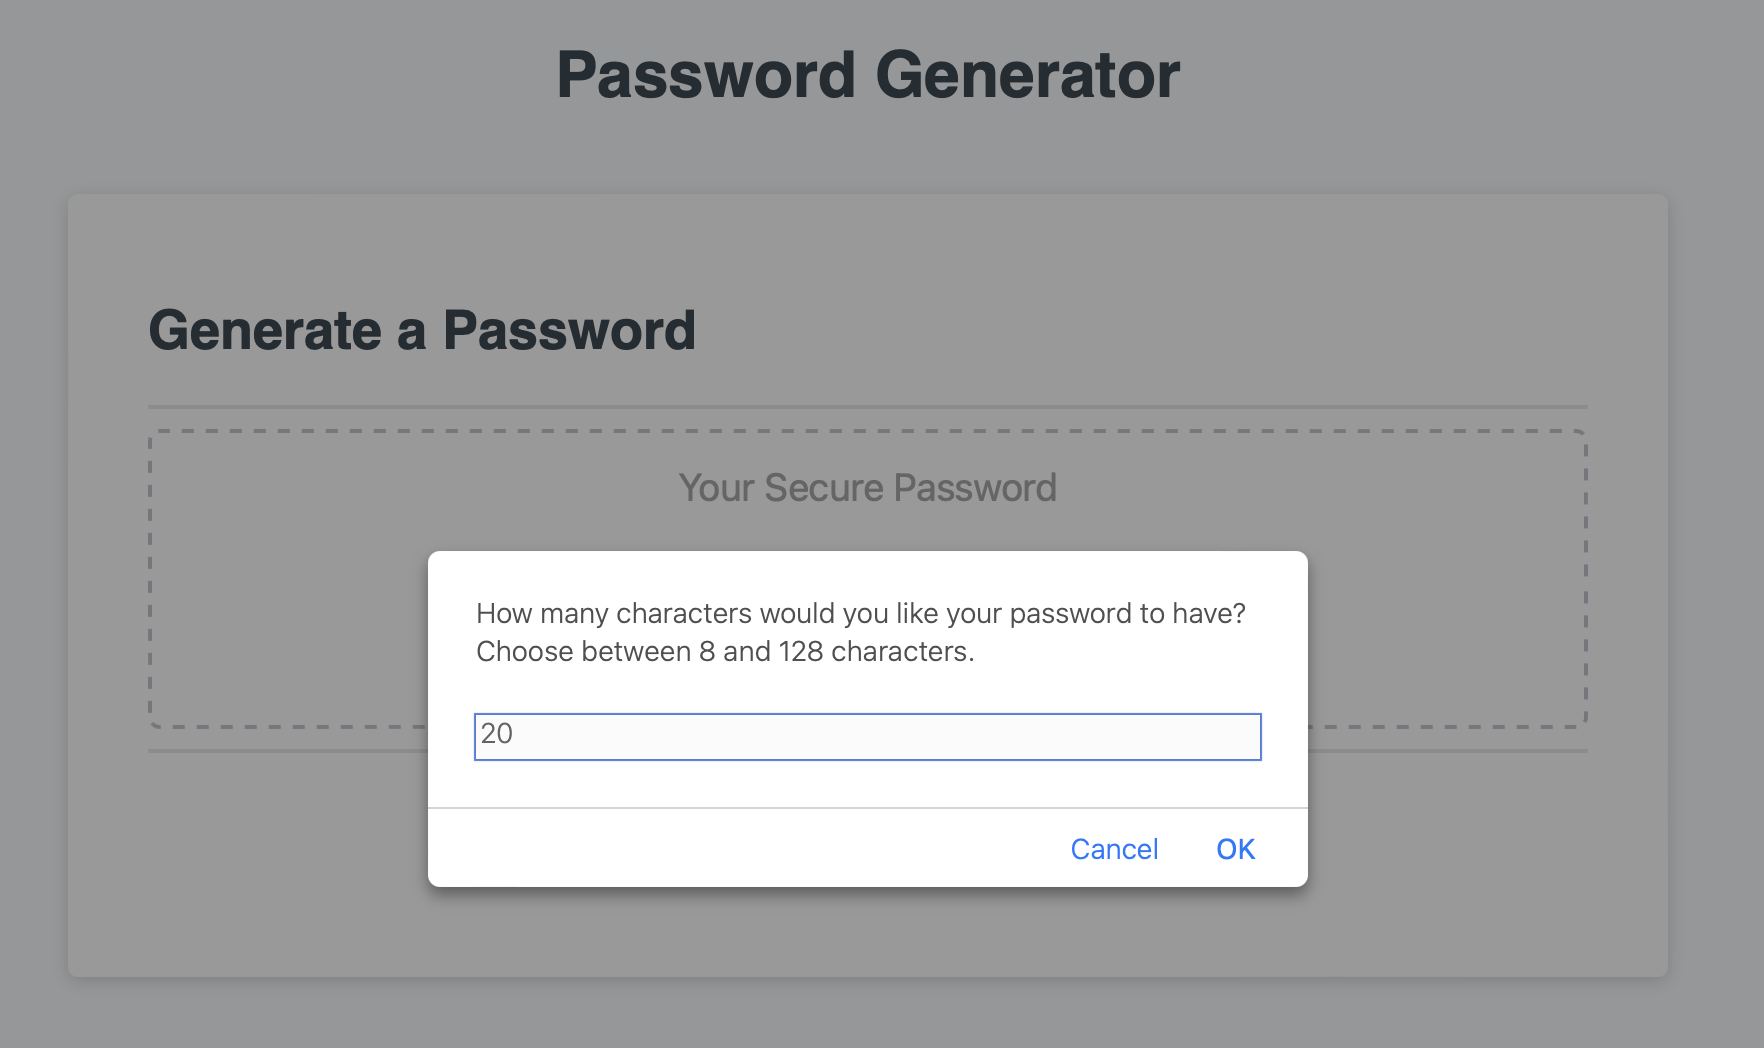 Password Generator
Generate a Password
Your Secure Password
How many characters would you like your password to have?
Choose between 8 and 128 characters.
20
Cancel OK